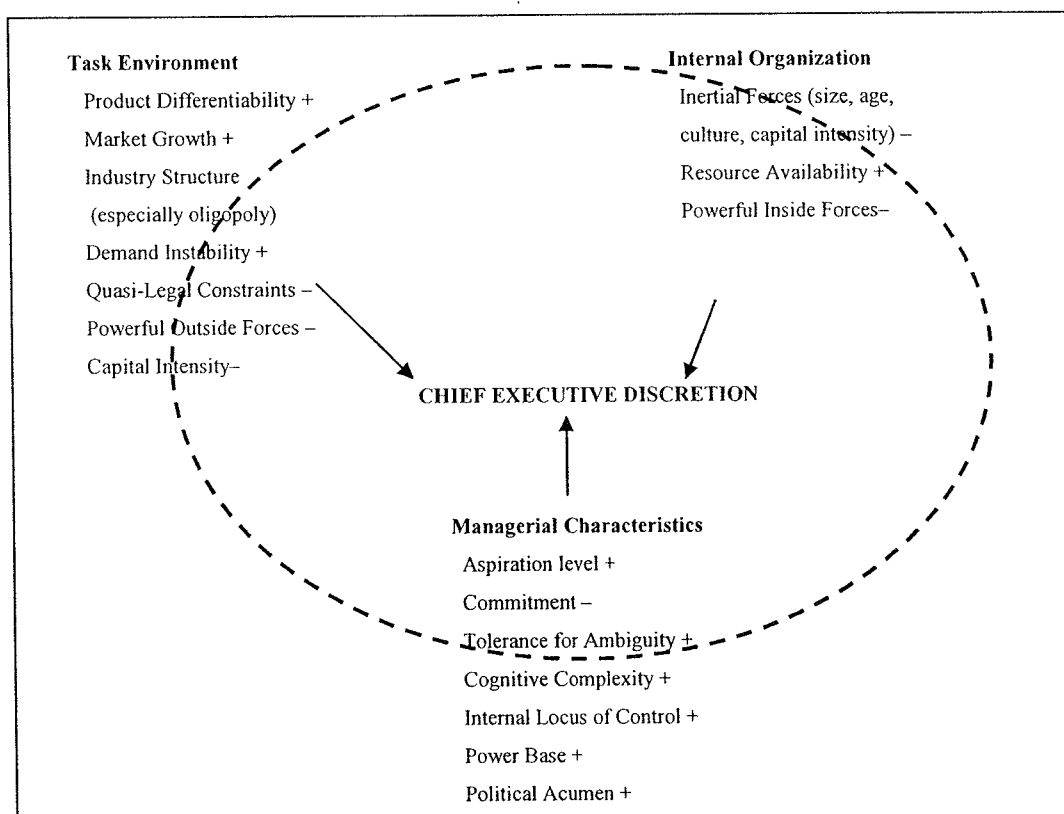 Task Environment
Product Differentiability +
Market Growth +
Industry Structure
(especially oligopoly)
Demand Instability +
Quasi-Legal Constraints –
Powerful Outside Forces –
Capital Intensity–
Internal Organization
Inertial Forces (size, age,
culture, capital intensity) –
Resource Availability +
Powerful Inside Forces–
CHIEF EXECUTIVE DISCRETION
Managerial Characteristics
Aspiration level +
Commitment –
Tolerance for Ambiguity +
Cognitive Complexity +
Internal Locus of Control +
Power Base +
Political Acumen +